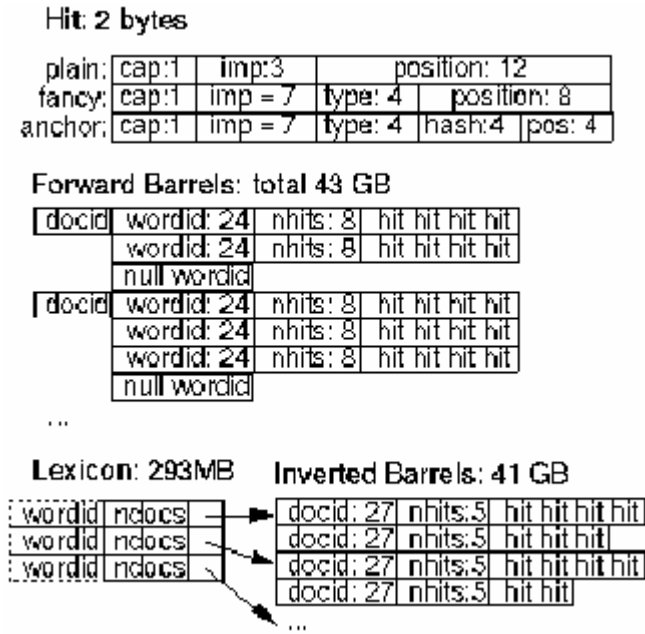 Hit: 2 bytes
plain: cap:1 imp:3 position: 12
fancy: cap:1 imp = 7 type: 4 position: 8
anchor: cap:1 imp = 7 type: 4 hash:4 pos: 4
Forward Barrels: total 43 GB
docid wordid: 24 nhits: 8 hit hit hit hit
wordid: 24 nhits: 8 hit hit hit hit
null wordid
docid wordid: 24 nhits: 8 hit hit hit hit
wordid: 24 nhits: 8 hit hit hit hit
wordid: 24 nhits: 8 hit hit hit hit
null wordid
...
Lexicon: 293MB Inverted Barrels: 41 GB
wordid ndocs docid: 27 nhits:5 hit hit hit hit
wordid ndocs docid: 27 nhits:5 hit hit hit
wordid ndocs docid: 27 nhits:5 hit hit hit hit
docid: 27 nhits:5 hit hit
...